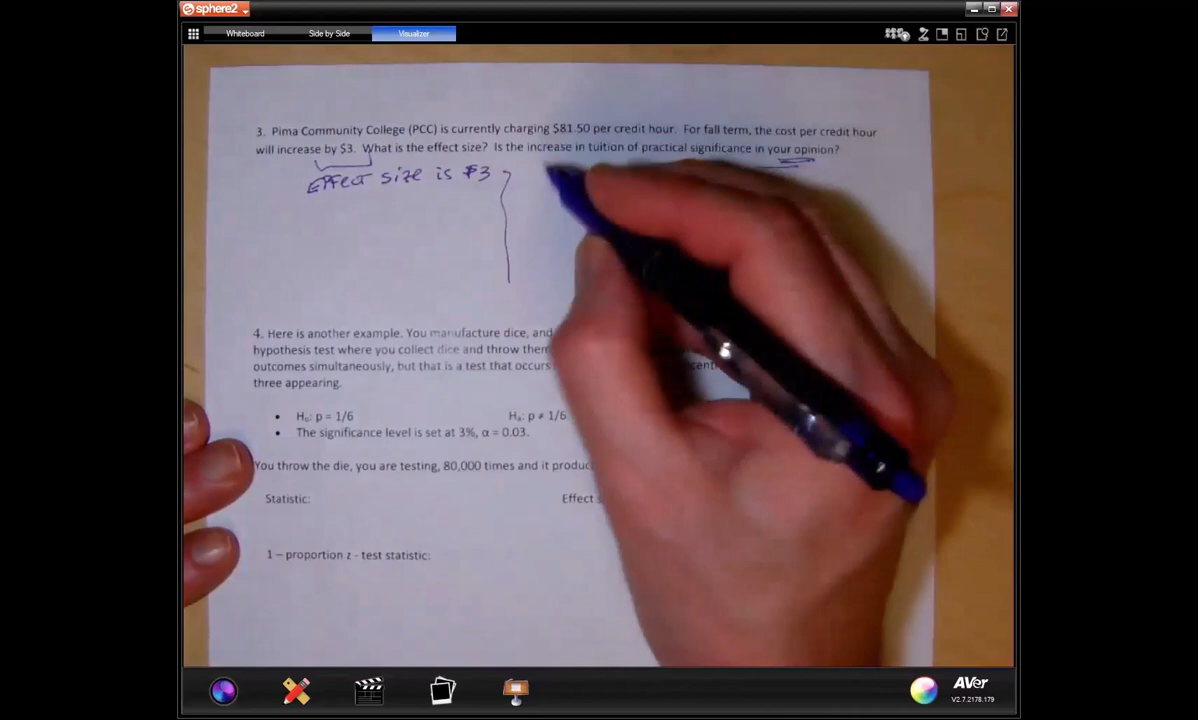 sphere2
Whiteboard
Side by Side
Visualizer
3. Pima Community College (PCC) is currently charging $81.50 per credit hour. For fall term, the cost per credit hour
will increase by $3. What is the effect size? Is the increase in tuition of practical significance in your opinion?
Effect size is $3
4. Here is another example. You manufacture dice, and
hypothesis test where you collect dice and throw them
outcomes simultaneously, but that is a test that occurs
three appearing.
• H₀: p = 1/6 Hₐ: p ≠ 1/6
• The significance level is set at 3%, α = 0.03.
You throw the die, you are testing, 80,000 times and it produc
Statistic: Effect s
1 – proportion z - test statistic:
AVer
V2.7.2178.179